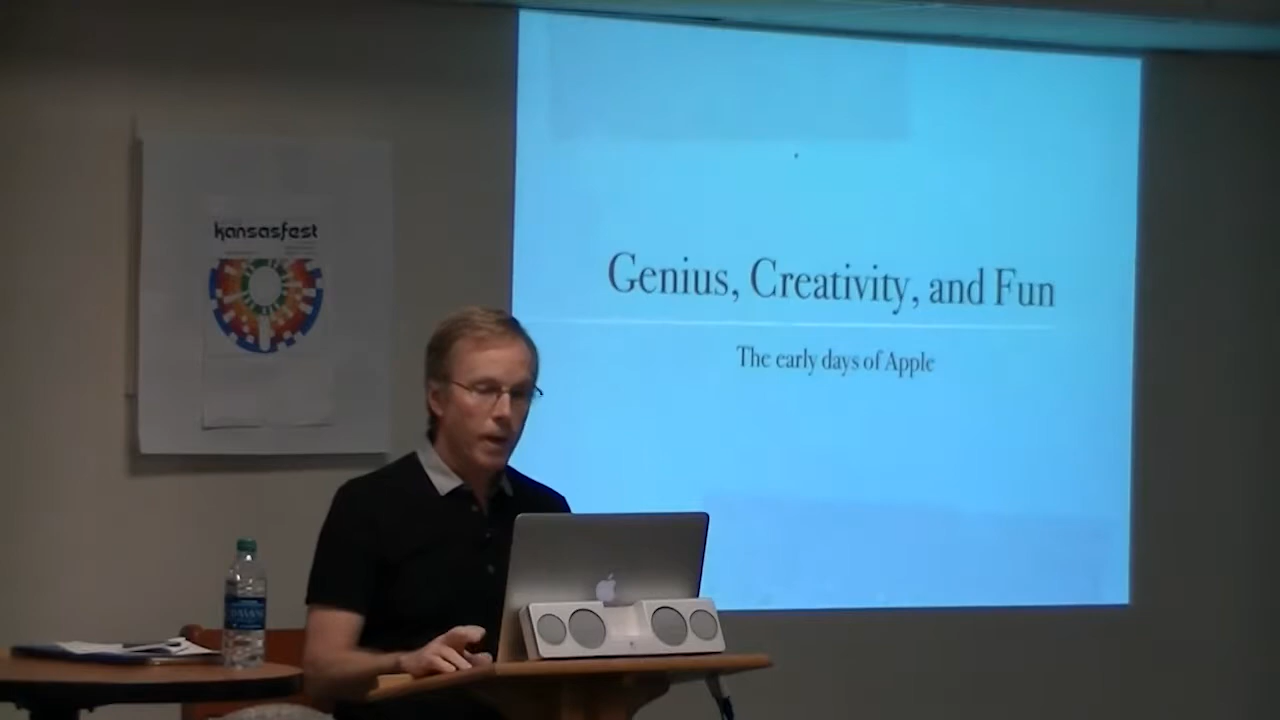 kansasfest
Genius, Creativity, and Fun
The early days of Apple